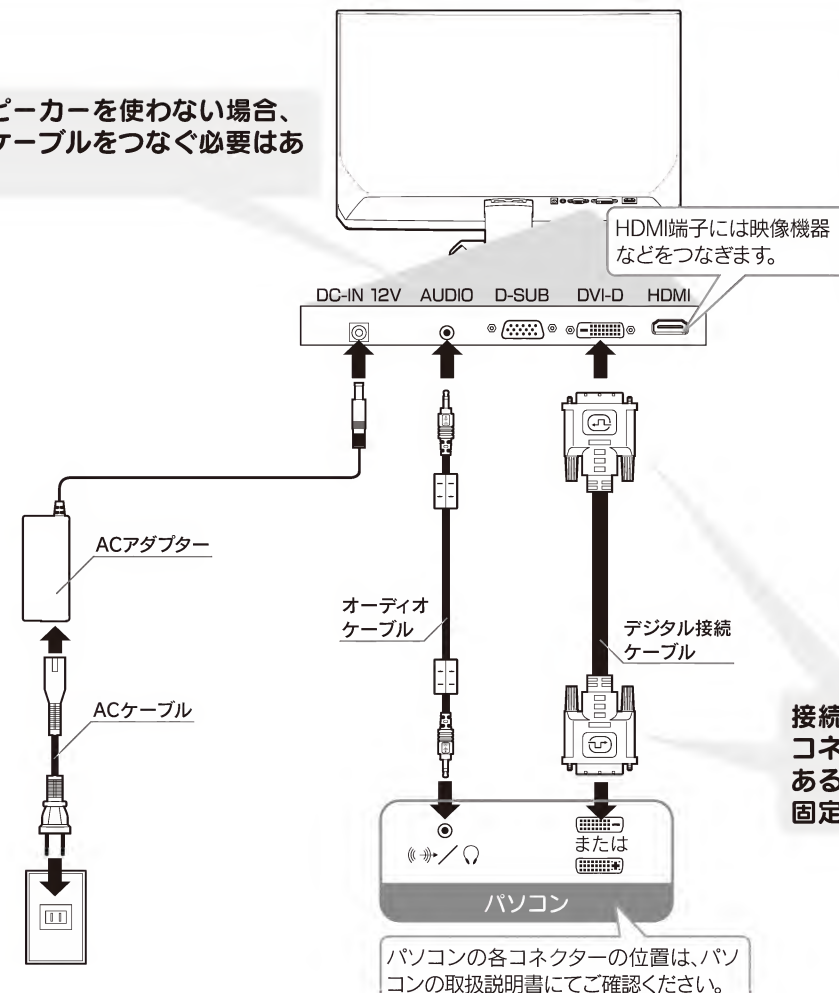 ピーカーを使わない場合、
ケーブルをつなぐ必要はあ
HDMI端子には映像機器
などをつなぎます。
DC-IN 12V AUDIO D-SUB DVI-D HDMI
ACアダプター
オーディオ
ケーブル
デジタル接続
ケーブル
ACケーブル
接続
コネ
ある
固定
または
パソコン
パソコンの各コネクターの位置は、パソ
コンの取扱説明書にてご確認ください。